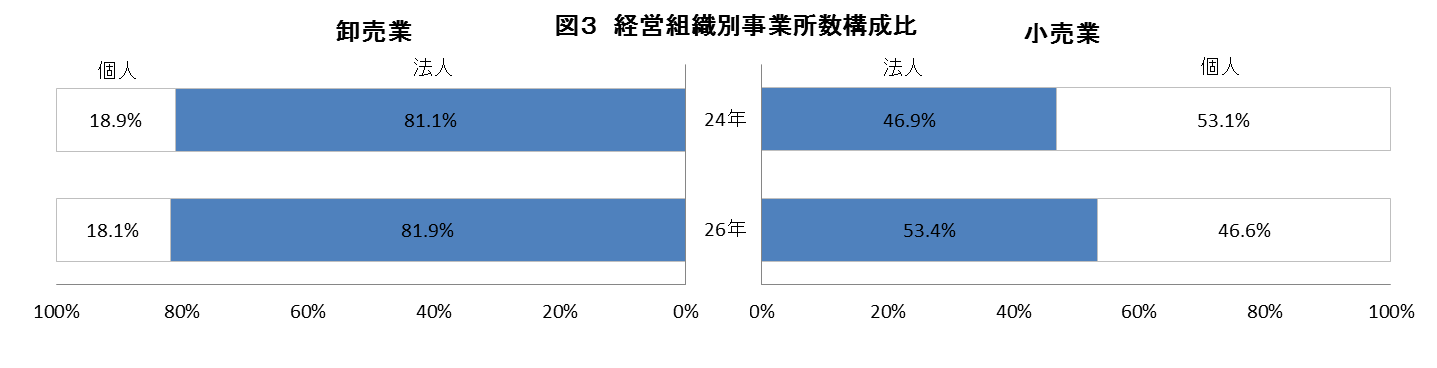 図3 経営組織別事業所数構成比
卸売業
小売業
個人
法人
法人
個人
18.9%
81.1%
24年
46.9%
53.1%
18.1%
81.9%
26年
53.4%
46.6%
100%
80%
60%
40%
20%
0%
0%
20%
40%
60%
80%
100%